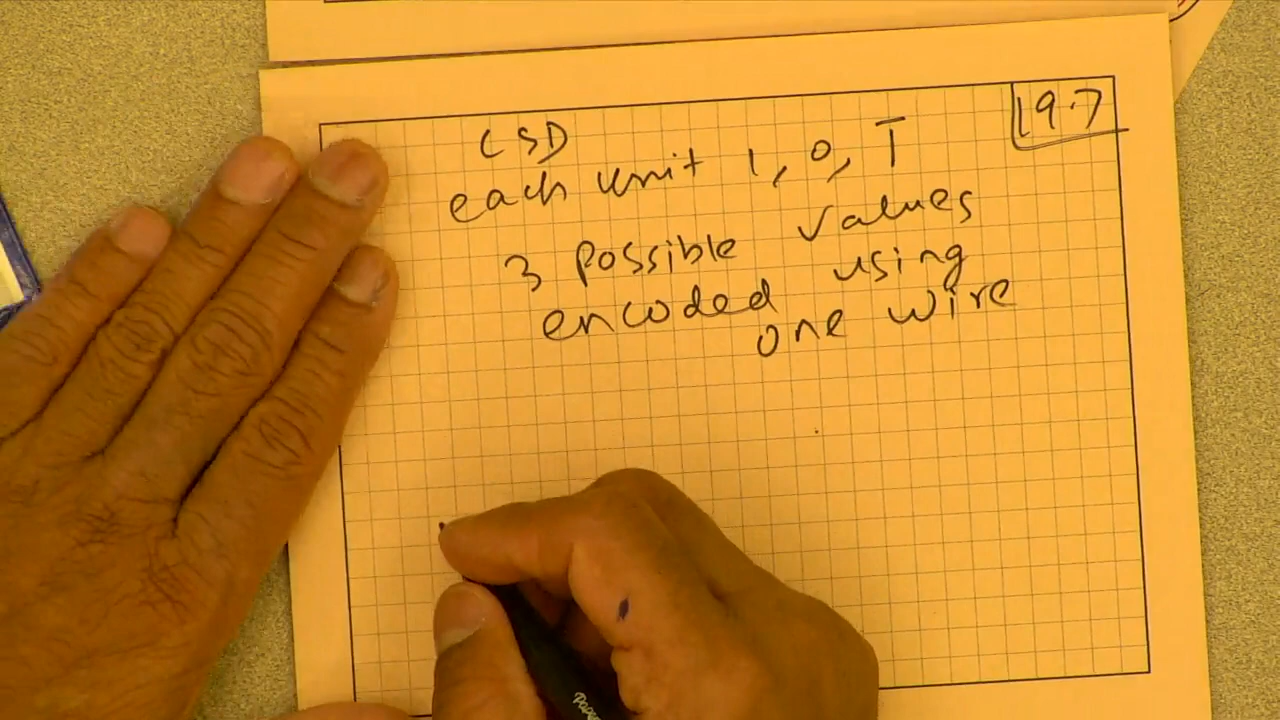 19.7
CSD
each unit 1, 0, 1̅
3 possible values
encoded using
one wire